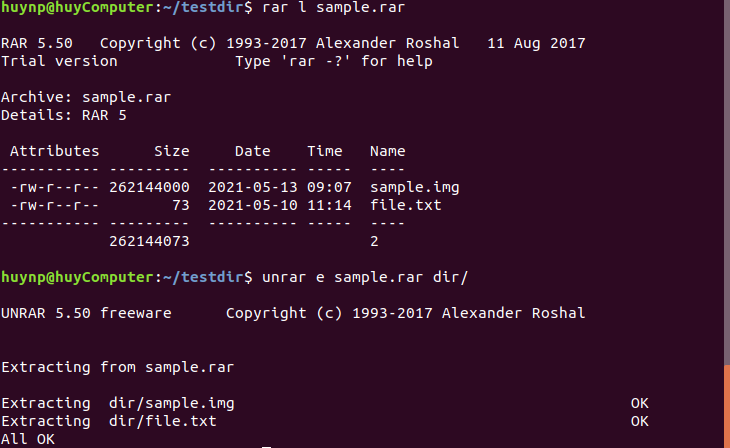 huynp@huyComputer:~/testdir$ rar l sample.rar
RAR 5.50   Copyright (c) 1993-2017 Alexander Roshal   11 Aug 2017
Trial version             Type 'rar -?' for help
Archive: sample.rar
Details: RAR 5
 Attributes      Size     Date    Time   Name
----------- ---------  ---------- -----  ----
 -rw-r--r-- 262144000  2021-05-13 09:07  sample.img
 -rw-r--r--        73  2021-05-10 11:14  file.txt
----------- ---------  ---------- -----  ----
            262144073                    2
huynp@huyComputer:~/testdir$ unrar e sample.rar dir/
UNRAR 5.50 freeware      Copyright (c) 1993-2017 Alexander Roshal
Extracting from sample.rar
Extracting  dir/sample.img                                            OK
Extracting  dir/file.txt                                              OK
All OK